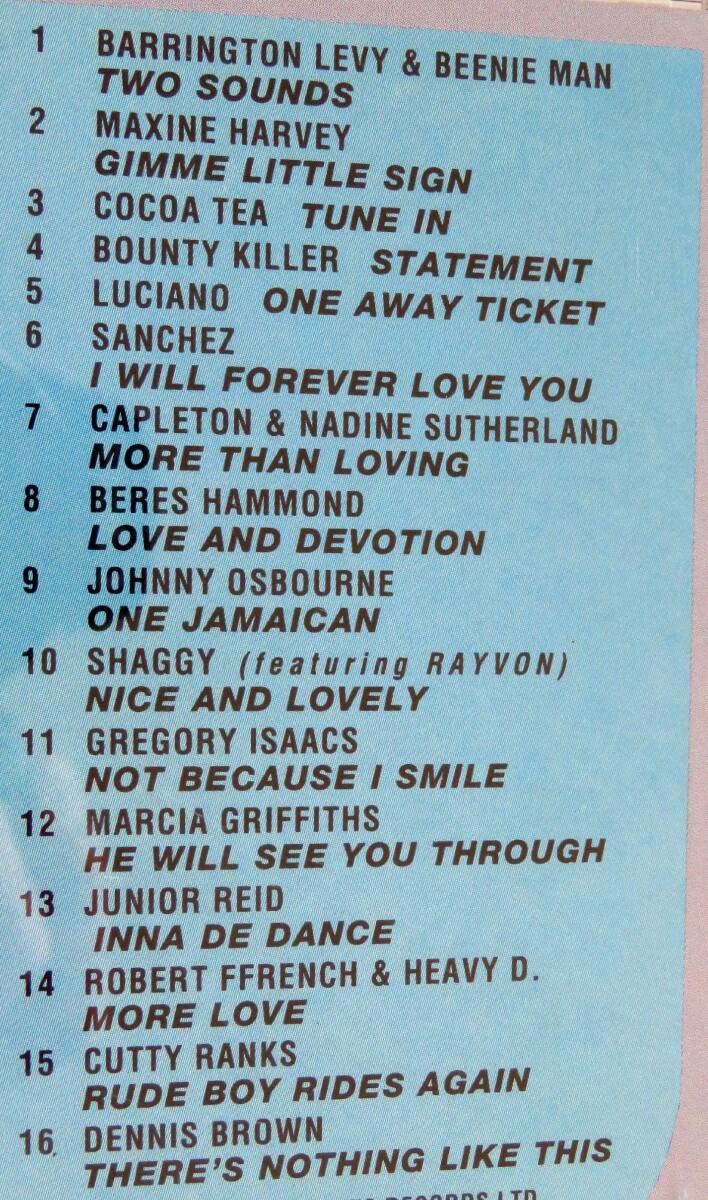 1 BARRINGTON LEVY & BEENIE MAN
TWO SOUNDS
2 MAXINE HARVEY
GIMME LITTLE SIGN
3 COCOA TEA TUNE IN
4 BOUNTY KILLER STATEMENT
5 LUCIANO ONE AWAY TICKET
6 SANCHEZ
I WILL FOREVER LOVE YOU
7 CAPLETON & NADINE SUTHERLAND
MORE THAN LOVING
8 BERES HAMMOND
LOVE AND DEVOTION
9 JOHNNY OSBOURNE
ONE JAMAICAN
10 SHAGGY (featuring RAYVON)
NICE AND LOVELY
11 GREGORY ISAACS
NOT BECAUSE I SMILE
12 MARCIA GRIFFITHS
HE WILL SEE YOU THROUGH
13 JUNIOR REID
INNA DE DANCE
14 ROBERT FFRENCH & HEAVY D.
MORE LOVE
15 CUTTY RANKS
RUDE BOY RIDES AGAIN
16. DENNIS BROWN
THERE'S NOTHING LIKE THIS
RECORDS LTD